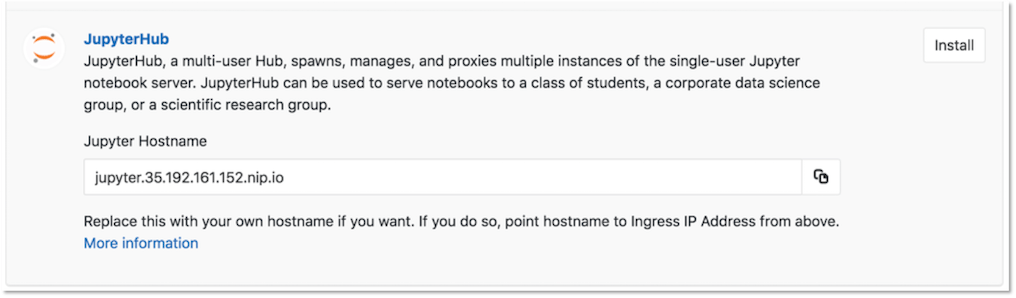 JupyterHub
Install
JupyterHub, a multi-user Hub, spawns, manages, and proxies multiple instances of the single-user Jupyter
notebook server. JupyterHub can be used to serve notebooks to a class of students, a corporate data science
group, or a scientific research group.
Jupyter Hostname
jupyter.35.192.161.152.nip.io
Replace this with your own hostname if you want. If you do so, point hostname to Ingress IP Address from above.
More information